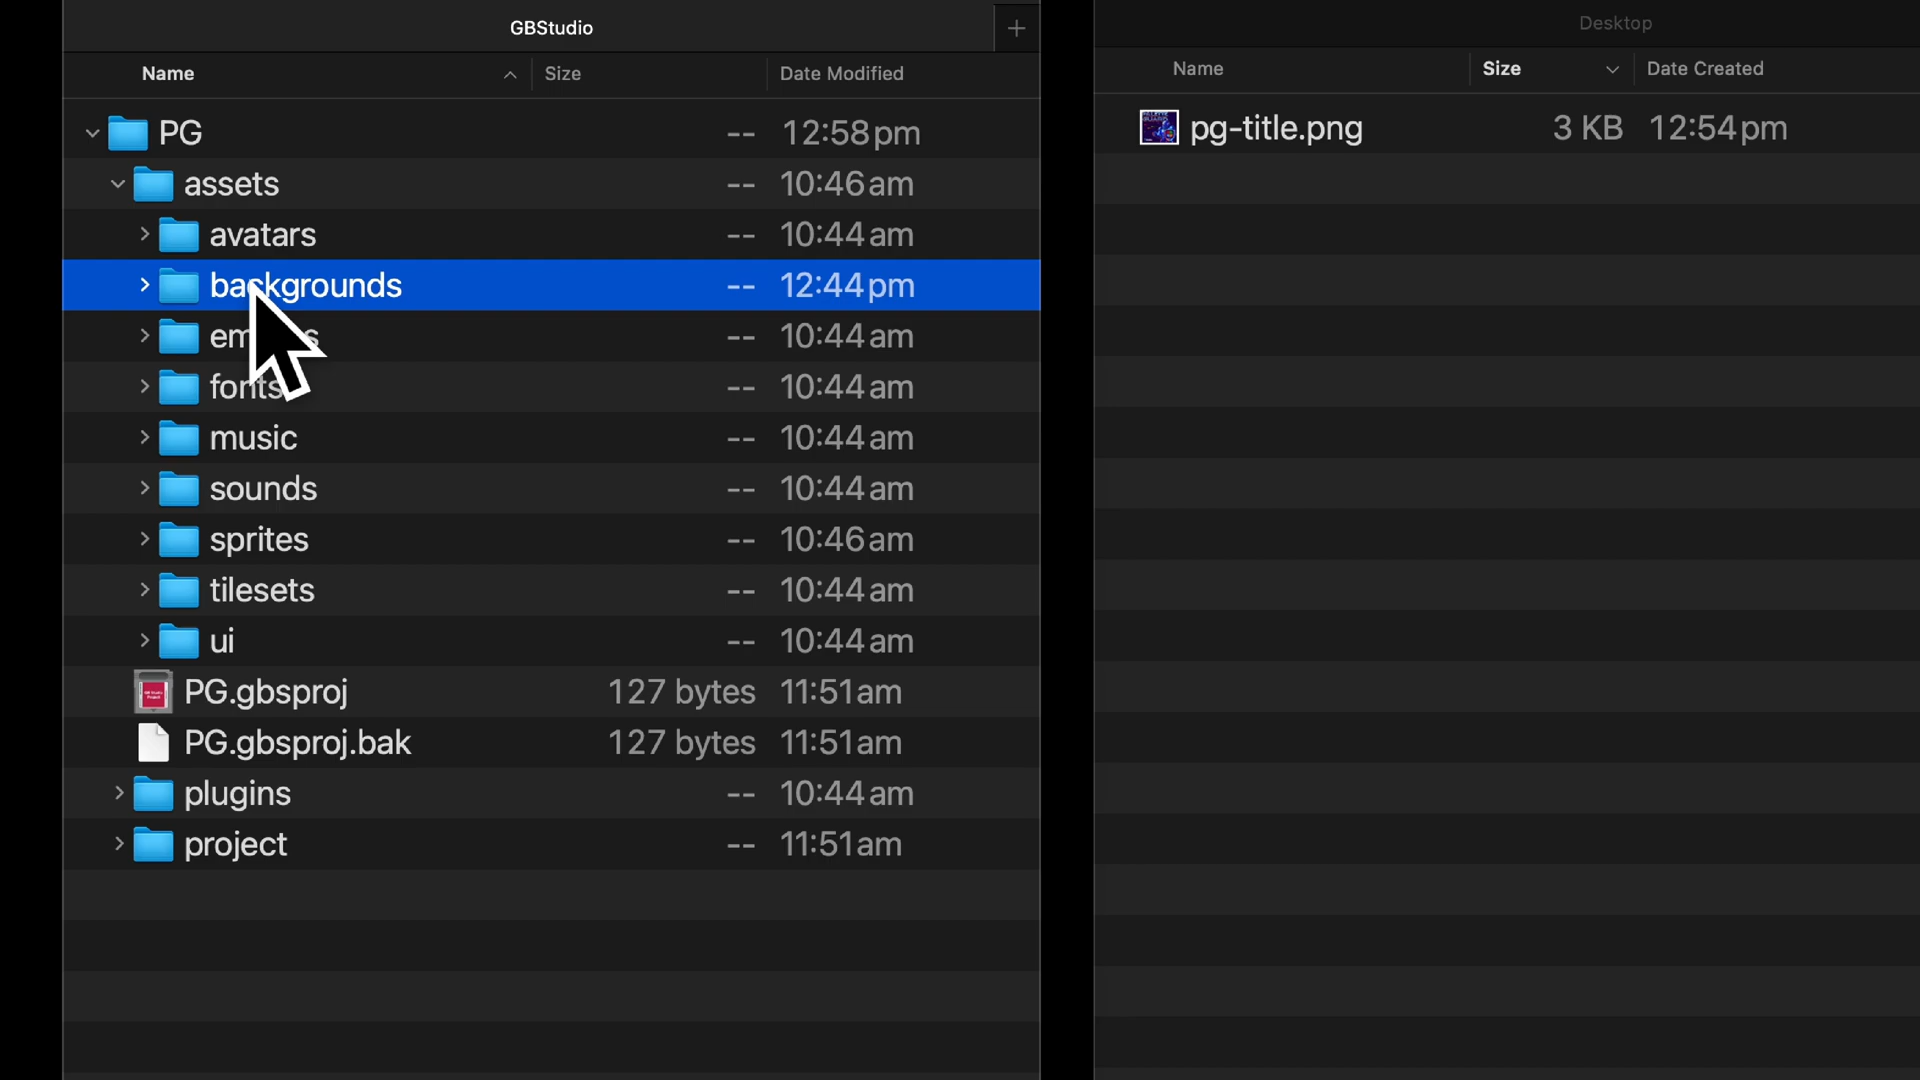 GBStudio
Name Size Date Modified
PG -- 12:58 pm
assets -- 10:46 am
avatars -- 10:44 am
backgrounds -- 12:44 pm
-- 10:44 am
fonts -- 10:44 am
music -- 10:44 am
sounds -- 10:44 am
sprites -- 10:46 am
tilesets -- 10:44 am
ui -- 10:44 am
PG.gbsproj 127 bytes 11:51 am
PG.gbsproj.bak 127 bytes 11:51 am
plugins -- 10:44 am
project -- 11:51 am
Desktop
Name Size Date Created
pg-title.png 3 KB 12:54 pm